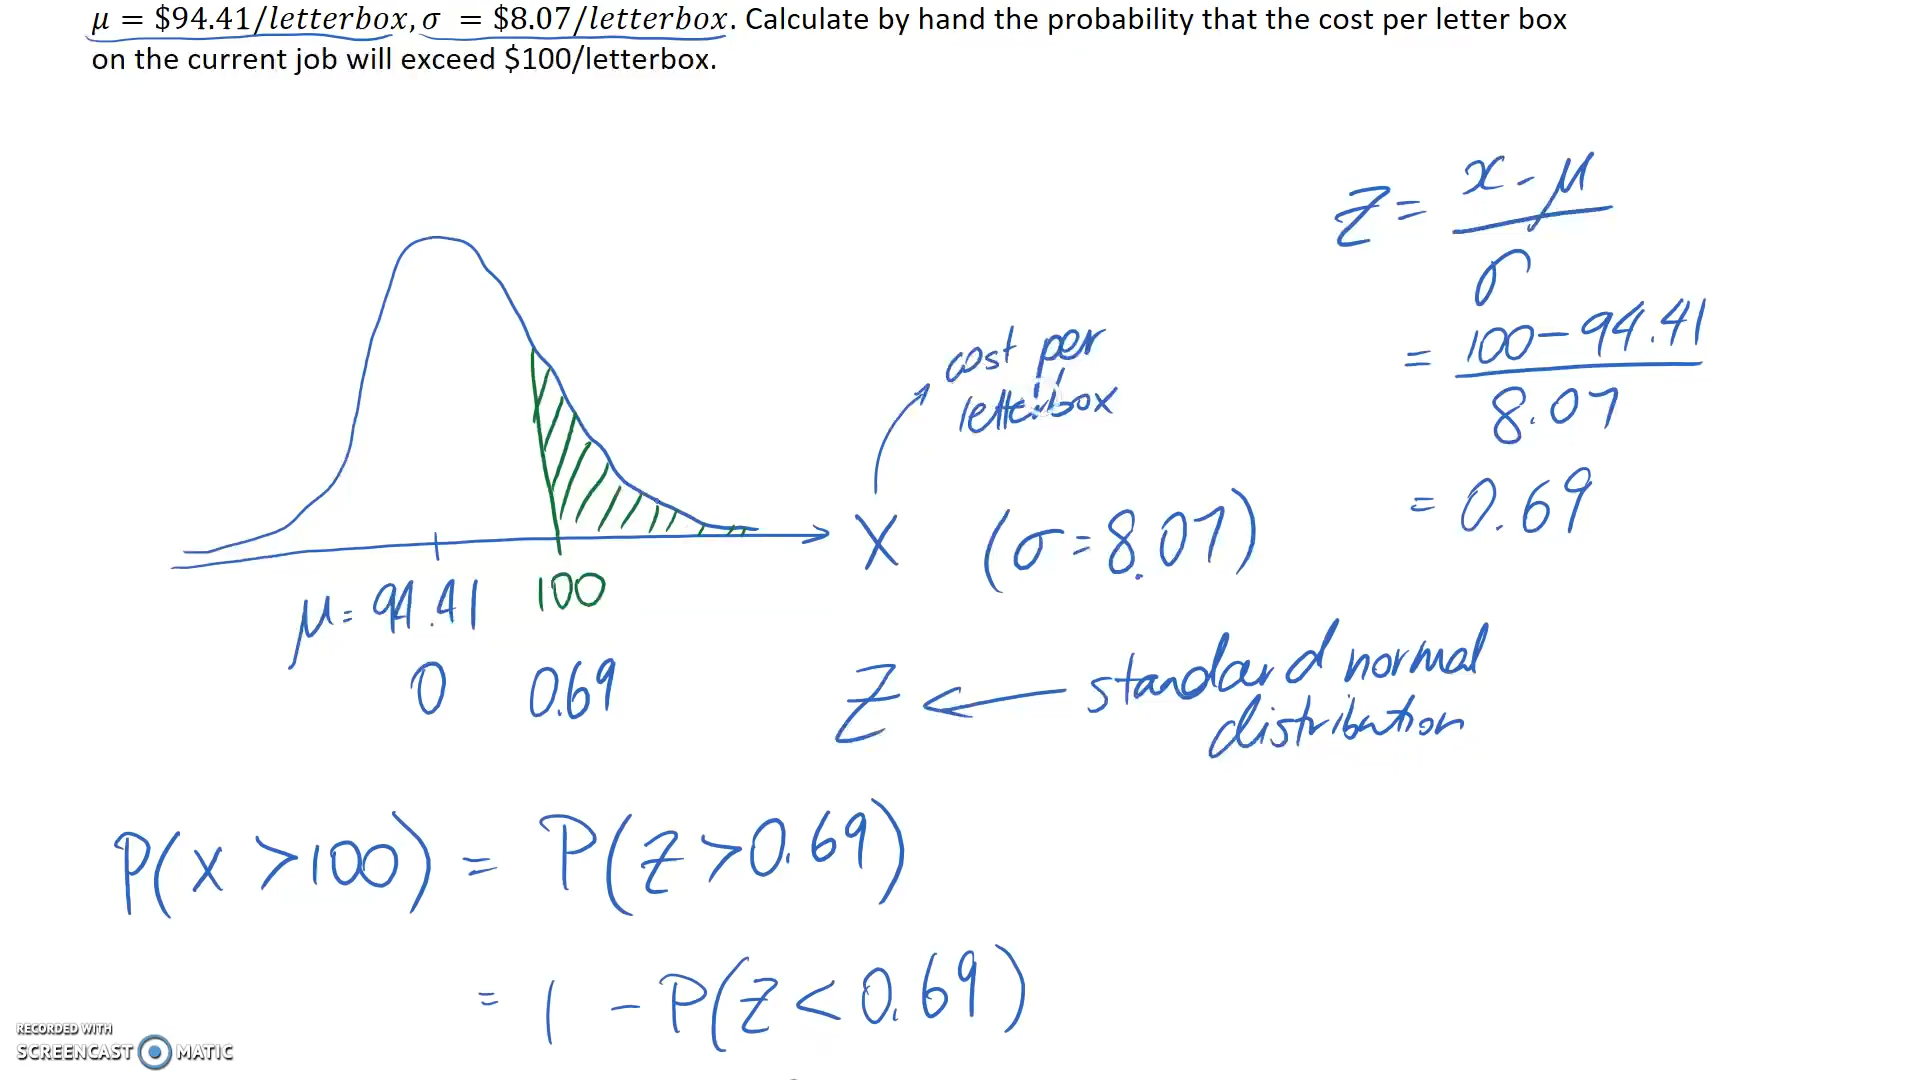 μ = $94.41/letterbox, σ = $8.07/letterbox. Calculate by hand the probability that the cost per letter box
on the current job will exceed $100/letterbox.
z = x - μ / σ
= 100 - 94.41 / 8.07
= 0.69
cost per
letterbox
X (σ = 8.07)
μ = 94.41 100
0 0.69
Z ← standard normal
distribution
P(X > 100) = P(Z > 0.69)
= 1 - P(Z < 0.69)
RECORDED WITH
SCREENCAST MATIC